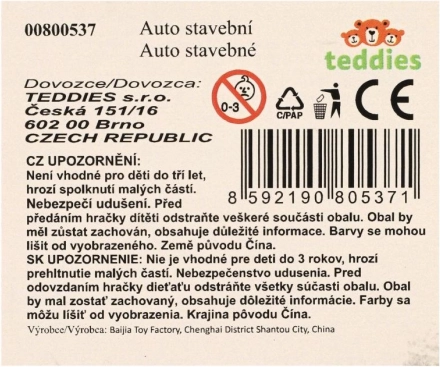 00800537 Auto stavební
Auto stavebné
teddies
Dovozce/Dovozca:
TEDDIES s.r.o.
Česká 151/16
602 00 Brno
CZECH REPUBLIC
0-3
C/PAP
CE
8 592190 805371
CZ UPOZORNĚNÍ:
Není vhodné pro děti do tří let,
hrozí spolknutí malých částí.
Nebezpečí udušení. Před
předáním hračky dítěti odstraňte veškeré součásti obalu. Obal by
měl zůstat zachován, obsahuje důležité informace. Barvy se mohou
lišit od vyobrazeného. Země původu Čína.
SK UPOZORNENIE: Nie je vhodné pre deti do 3 rokov, hrozi
prehltnutie malých častí. Nebezpečenstvo udusenia. Pred
odovzdaním hračky dieťaťu odstráňte všetky súčasti obalu. Obal
by mal zostať zachovaný, obsahuje dôležité informácie. Farby sa
môžu líšiť od vyobrazeného. Krajina pôvodu Čína.
Výrobce/Výrobca: Baijia Toy Factory, Chenghai District Shantou City, China